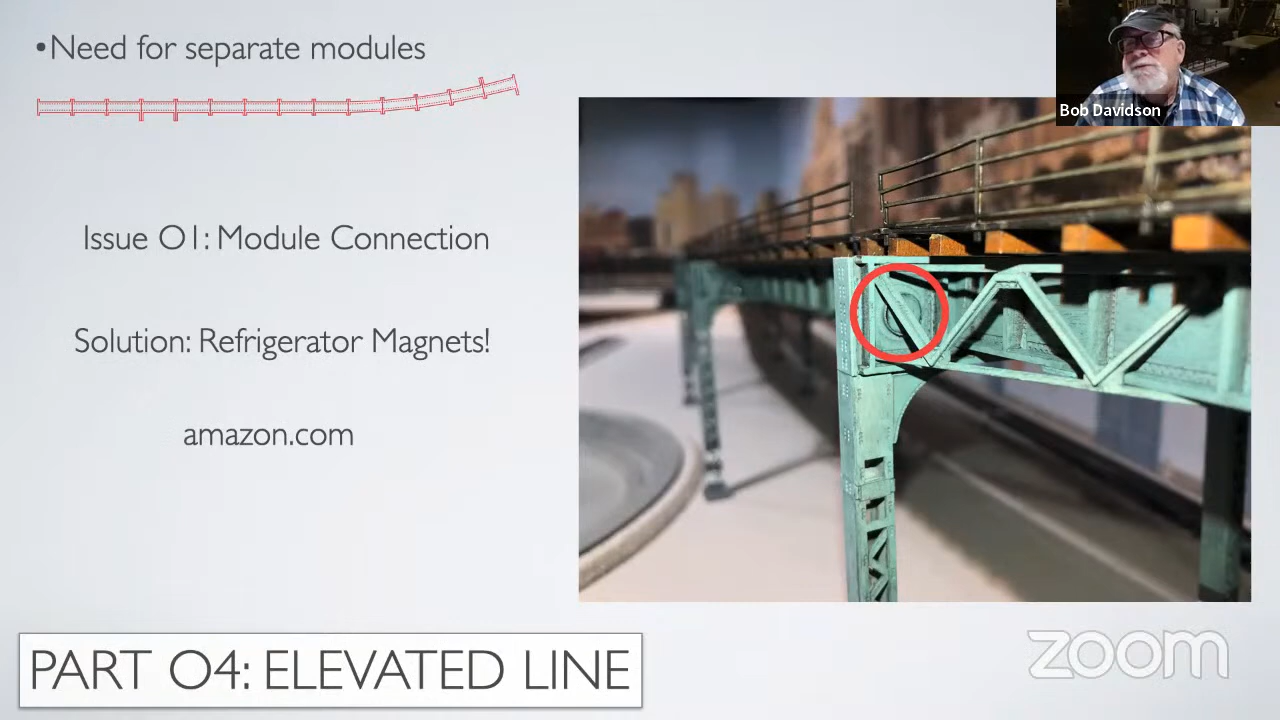 •Need for separate modules
Bob Davidson
Issue 01: Module Connection
Solution: Refrigerator Magnets!
amazon.com
PART 04: ELEVATED LINE
zoom